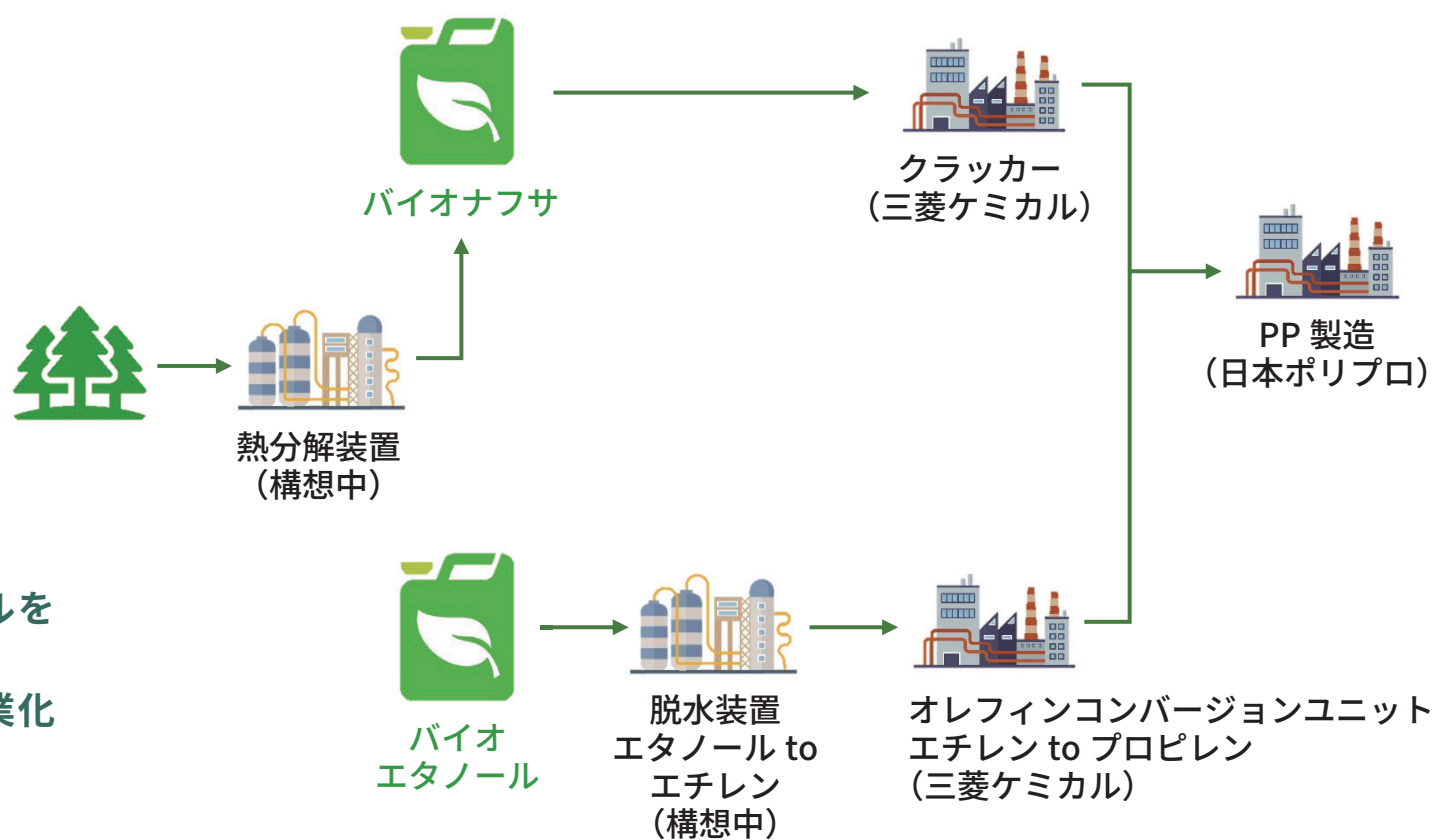 バイオナフサ
クラッカー
（三菱ケミカル）
PP 製造
（日本ポリプロ）
熱分解装置
（構想中）
ルを
業化
バイオ
エタノール
脱水装置
エタノール to
エチレン
（構想中）
オレフィンコンバージョンユニット
エチレン to プロピレン
（三菱ケミカル）